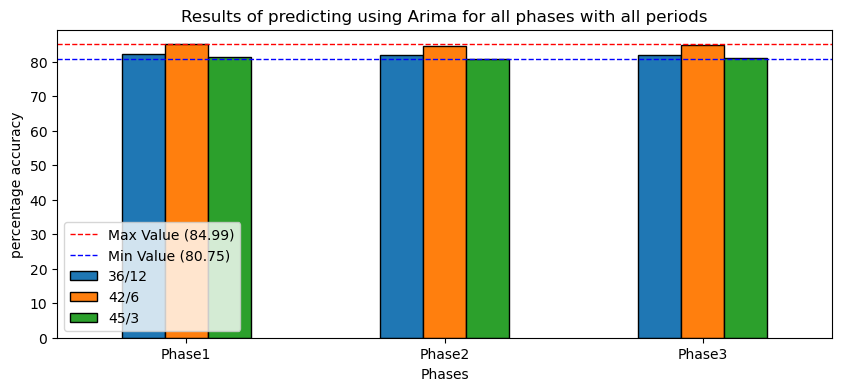 Results of predicting using Arima for all phases with all periods
percentage accuracy
80
70
60
50
40
30
20
10
0
Max Value (84.99)
Min Value (80.75)
36/12
42/6
45/3
Phase1 Phase2 Phase3
Phases